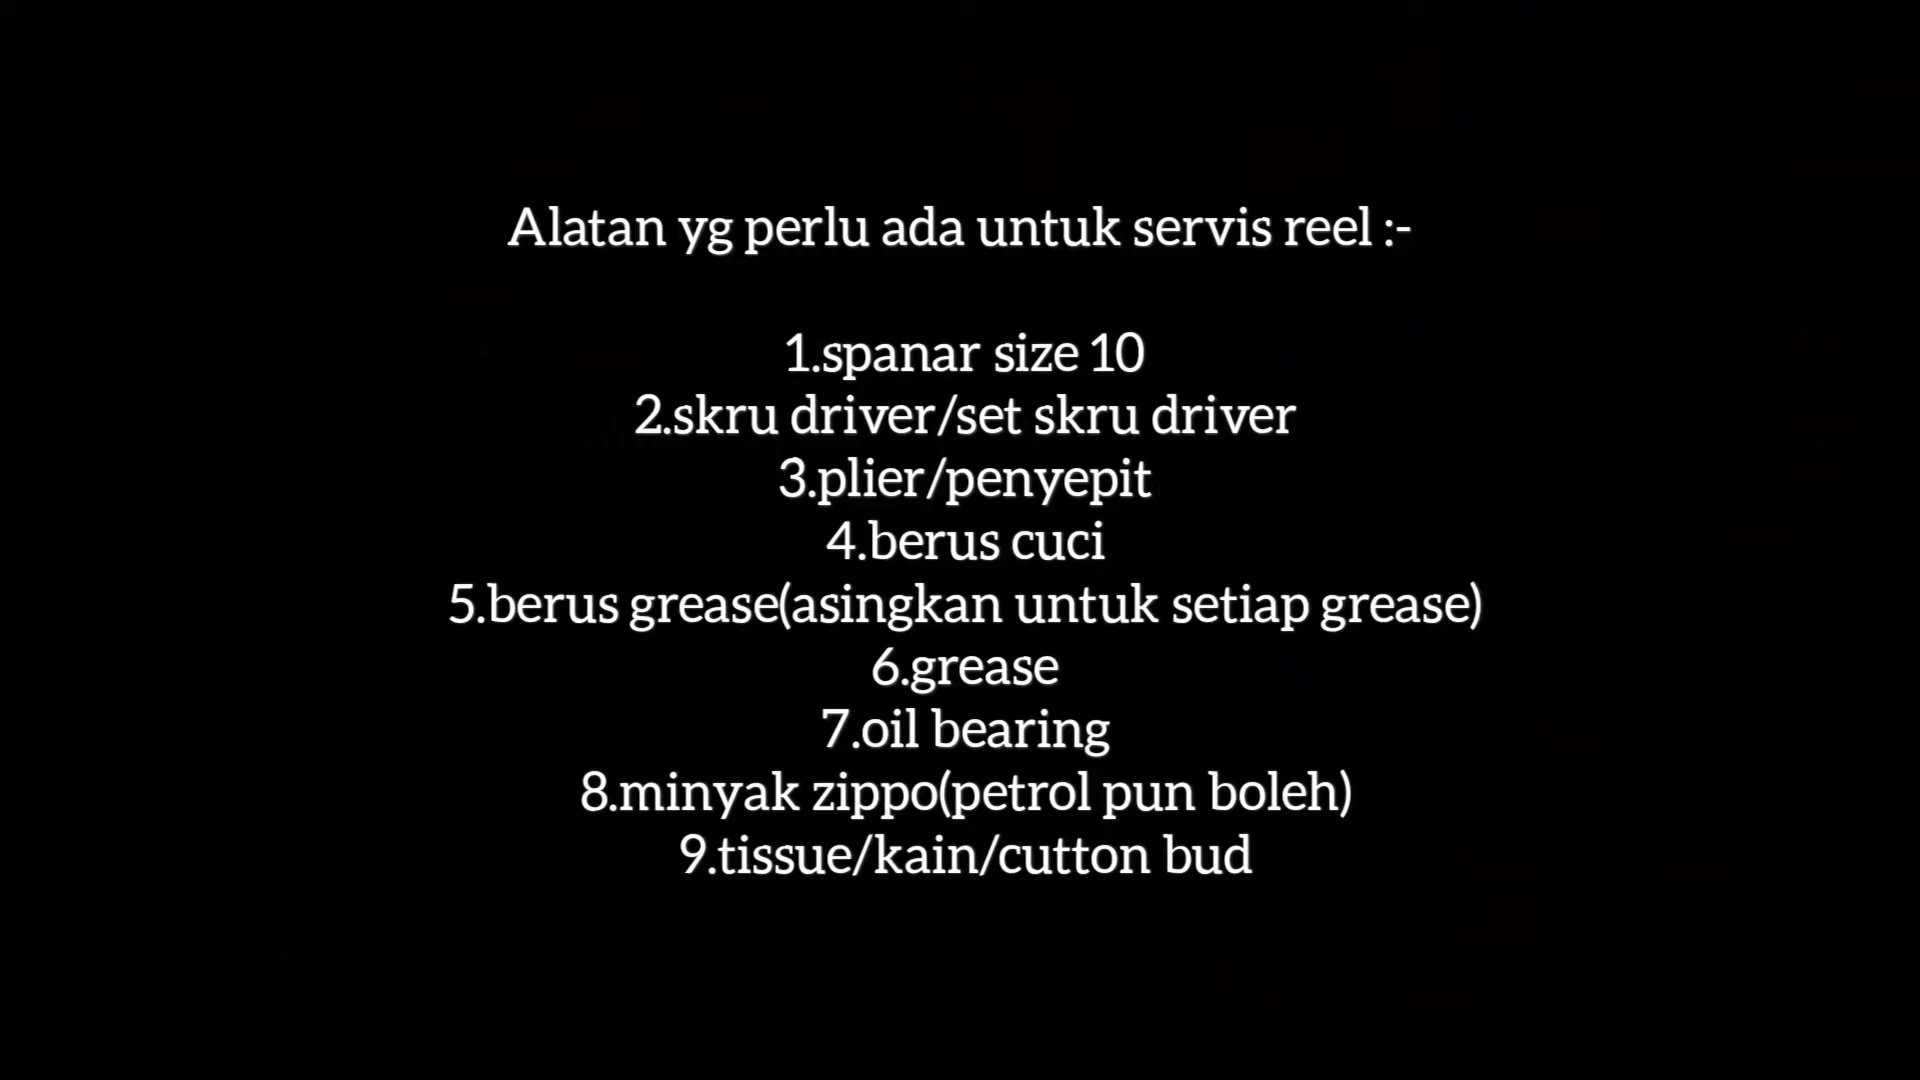 Alatan yg perlu ada untuk servis reel :-
1.spanar size 10
2.skru driver/set skru driver
3.plier/penyepit
4.berus cuci
5.berus grease(asingkan untuk setiap grease)
6.grease
7.oil bearing
8.minyak zippo(petrol pun boleh)
9.tissue/kain/cutton bud